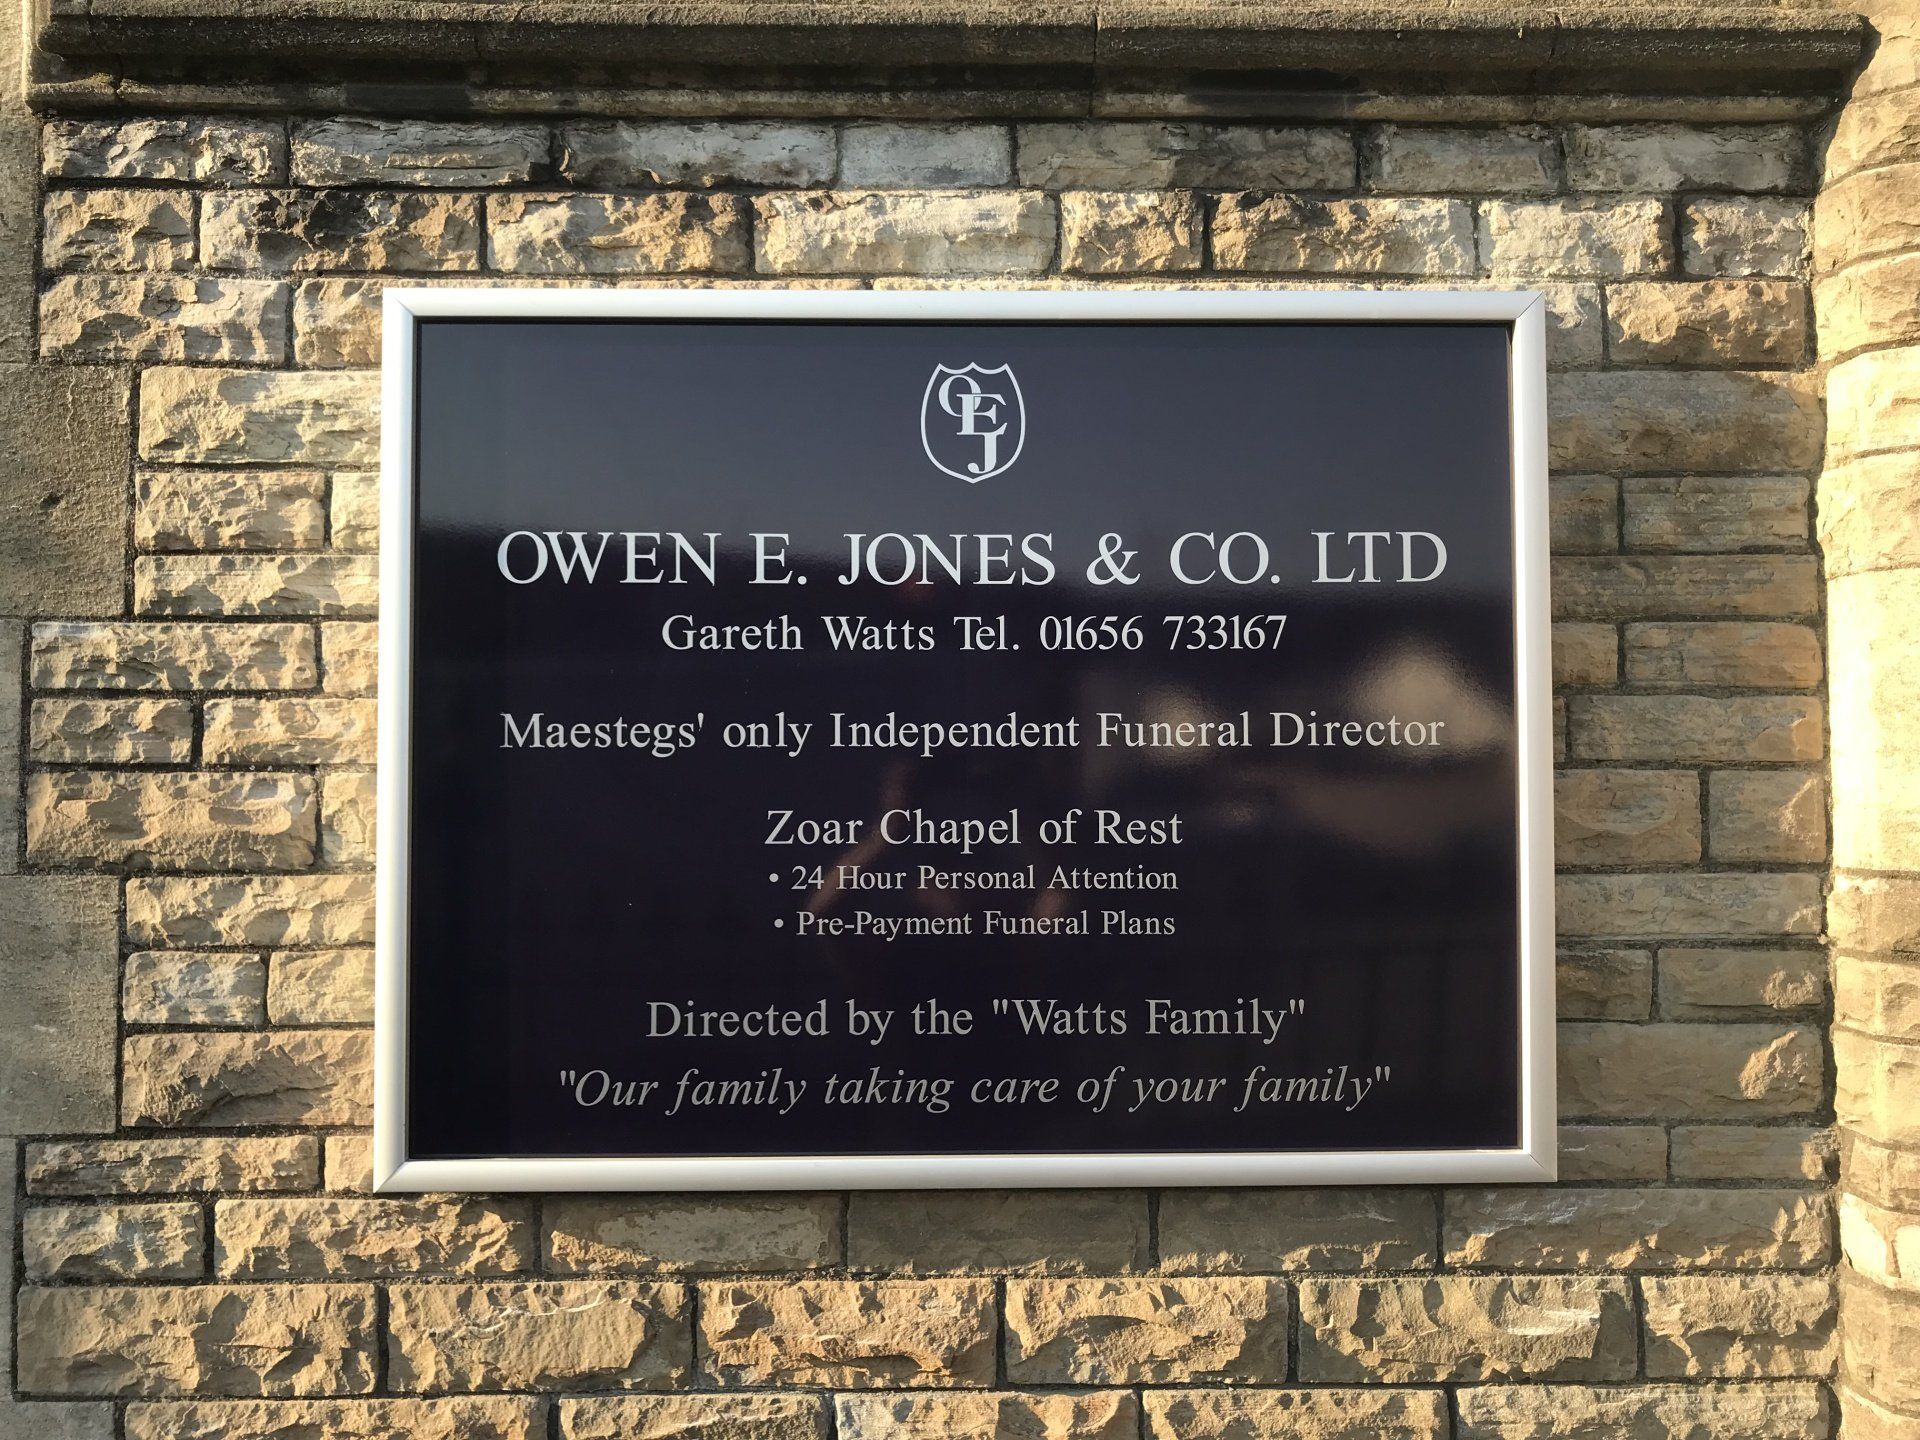 OEJ
OWEN E. JONES & CO. LTD
Gareth Watts Tel. 01656 733167
Maestegs' only Independent Funeral Director
Zoar Chapel of Rest
• 24 Hour Personal Attention
• Pre-Payment Funeral Plans
Directed by the "Watts Family"
"Our family taking care of your family"